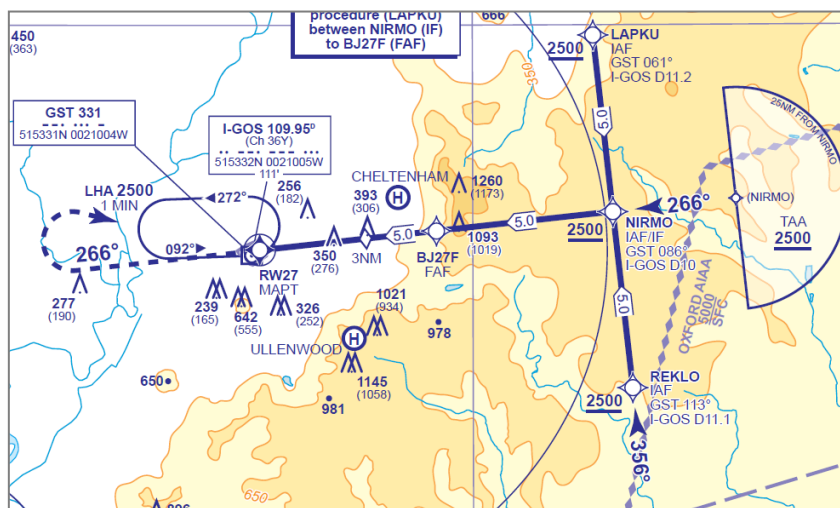 procedure (LAPKU)
between NIRMO (IF)
to BJ27F (FAF)
666
450
(363)
2500
LAPKU
IAF
GST 061°
I-GOS D11.2
350
GST 331
515331N 0021004W
I-GOS 109.95ᴰ
(Ch 36Y)
515332N 0021005W
111'
25NM FROM NIRMO
(NIRMO)
TAA
2500
5.0
LHA 2500
1 MIN
272°
092°
266°
256
(182)
CHELTENHAM
H
393
(306)
1260
(1173)
350
(276)
3NM
5.0
BJ27F
FAF
1093
(1019)
5.0
2500
266°
NIRMO
IAF/IF
GST 086°
I-GOS D10
277
(190)
RW27
MAPT
239
(165)
642
(555)
326
(252)
1021
(934)
978
ULLENWOOD
H
1145
(1058)
650
981
5.0
OXFORD AIAA
5000
SFC
2500
REKLO
IAF
GST 113°
I-GOS D11.1
356°
650